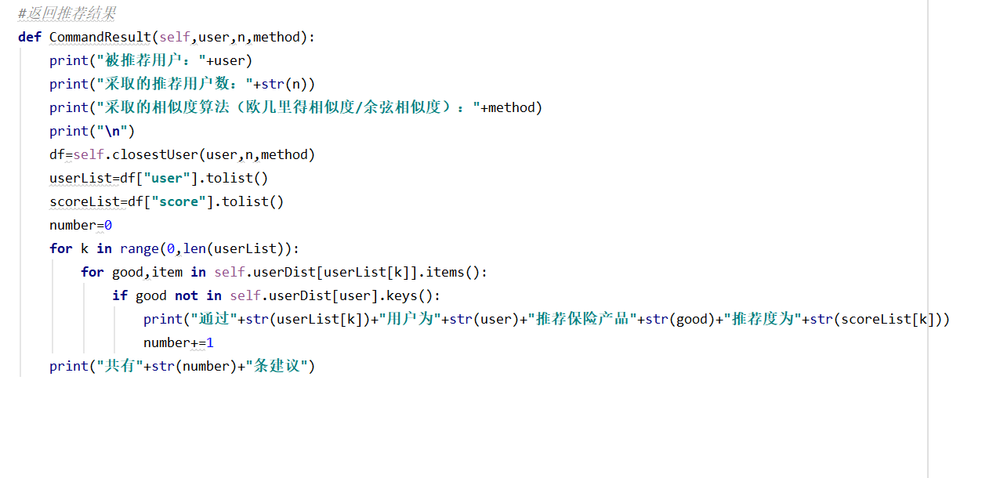 #返回推荐结果
def CommandResult(self,user,n,method):
    print("被推荐用户："+user)
    print("采取的推荐用户数："+str(n))
    print("采取的相似度算法（欧几里得相似度/余弦相似度）："+method)
    print("\n")
    df=self.closestUser(user,n,method)
    userList=df["user"].tolist()
    scoreList=df["score"].tolist()
    number=0
    for k in range(0,len(userList)):
        for good,item in self.userDist[userList[k]].items():
            if good not in self.userDist[user].keys():
                print("通过"+str(userList[k])+"用户为"+str(user)+"推荐保险产品"+str(good)+"推荐度为"+str(scoreList[k]))
                number+=1
    print("共有"+str(number)+"条建议")